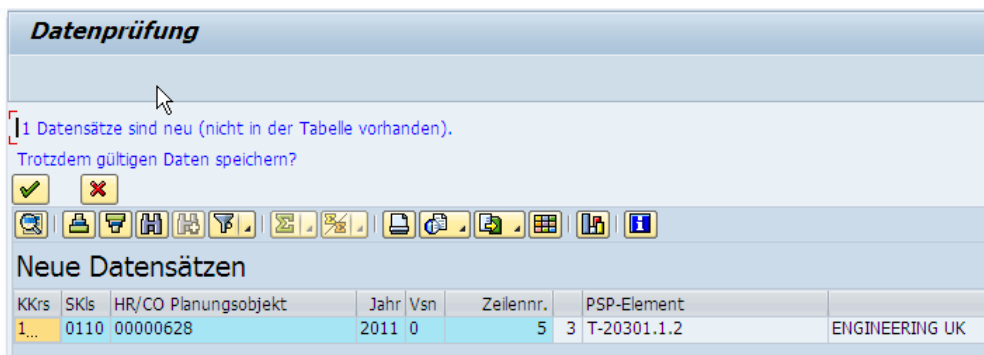 Datenprüfung
1 Datensätze sind neu (nicht in der Tabelle vorhanden).
Trotzdem gültigen Daten speichern?
Neue Datensätzen
KKrs SKls HR/CO Planungsobjekt Jahr Vsn Zeilennr. PSP-Element
1... 0110 00000628 2011 0 5 3 T-20301.1.2 ENGINEERING UK